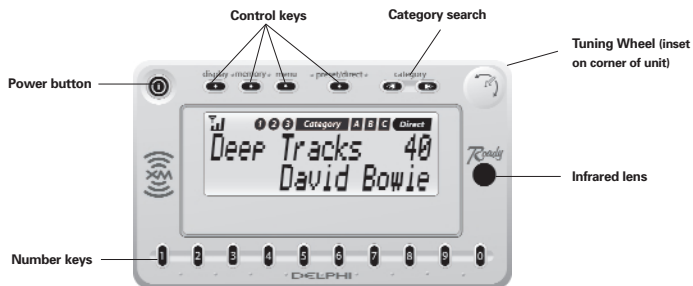 Control keys
Category search
Tuning Wheel (inset
on corner of unit)
Power button
display memory menu preset/direct category
1 2 3 Category A B C Direct
Deep Tracks 40
David Bowie
XM
Roady
Infrared lens
Number keys
1 2 3 4 5 6 7 8 9 0
DELPHI